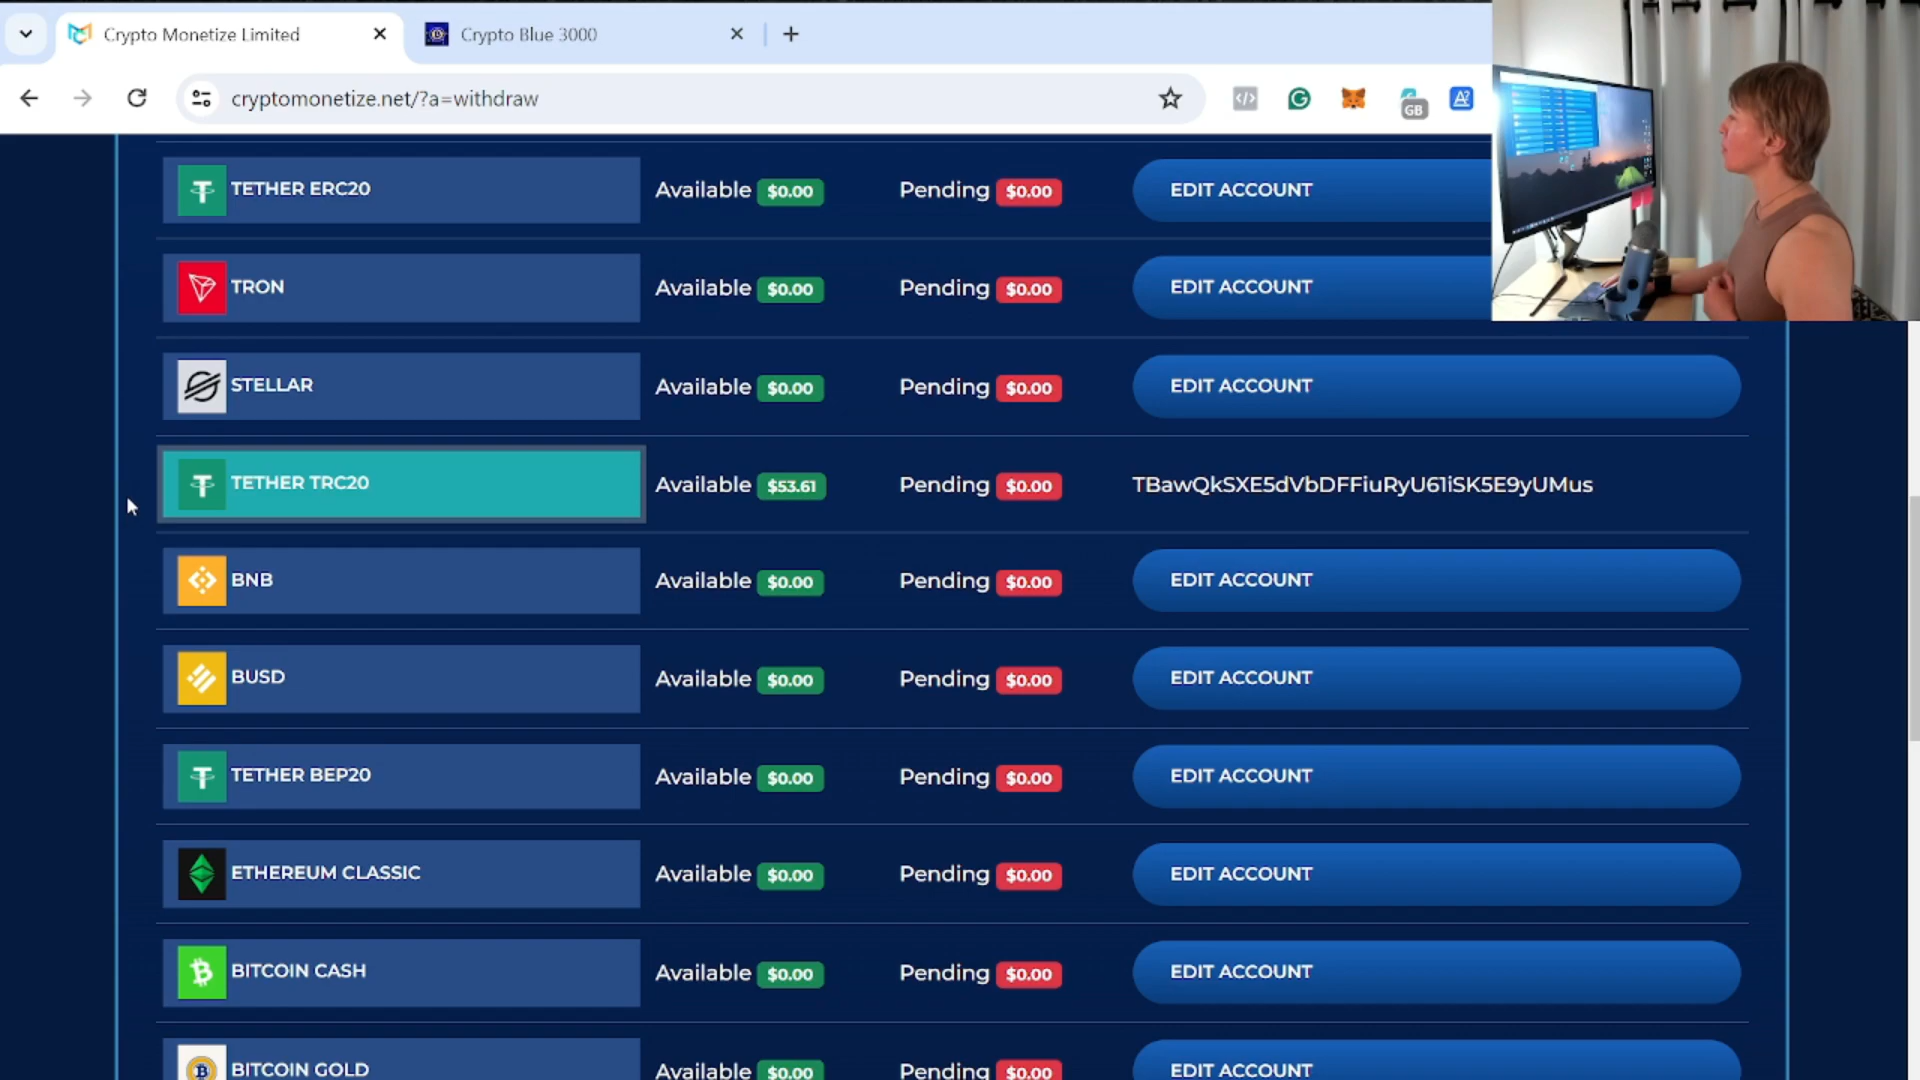 Crypto Monetize Limited
Crypto Blue 3000
cryptomonetize.net/?a=withdraw
GB
TETHER ERC20 Available $0.00 Pending $0.00 EDIT ACCOUNT
TRON Available $0.00 Pending $0.00 EDIT ACCOUNT
STELLAR Available $0.00 Pending $0.00 EDIT ACCOUNT
TETHER TRC20 Available $53.61 Pending $0.00 TBawQkSXE5dVbDFFiuRyU61iSK5E9yUMus
BNB Available $0.00 Pending $0.00 EDIT ACCOUNT
BUSD Available $0.00 Pending $0.00 EDIT ACCOUNT
TETHER BEP20 Available $0.00 Pending $0.00 EDIT ACCOUNT
ETHEREUM CLASSIC Available $0.00 Pending $0.00 EDIT ACCOUNT
BITCOIN CASH Available $0.00 Pending $0.00 EDIT ACCOUNT
BITCOIN GOLD Available $0.00 Pending $0.00 EDIT ACCOUNT